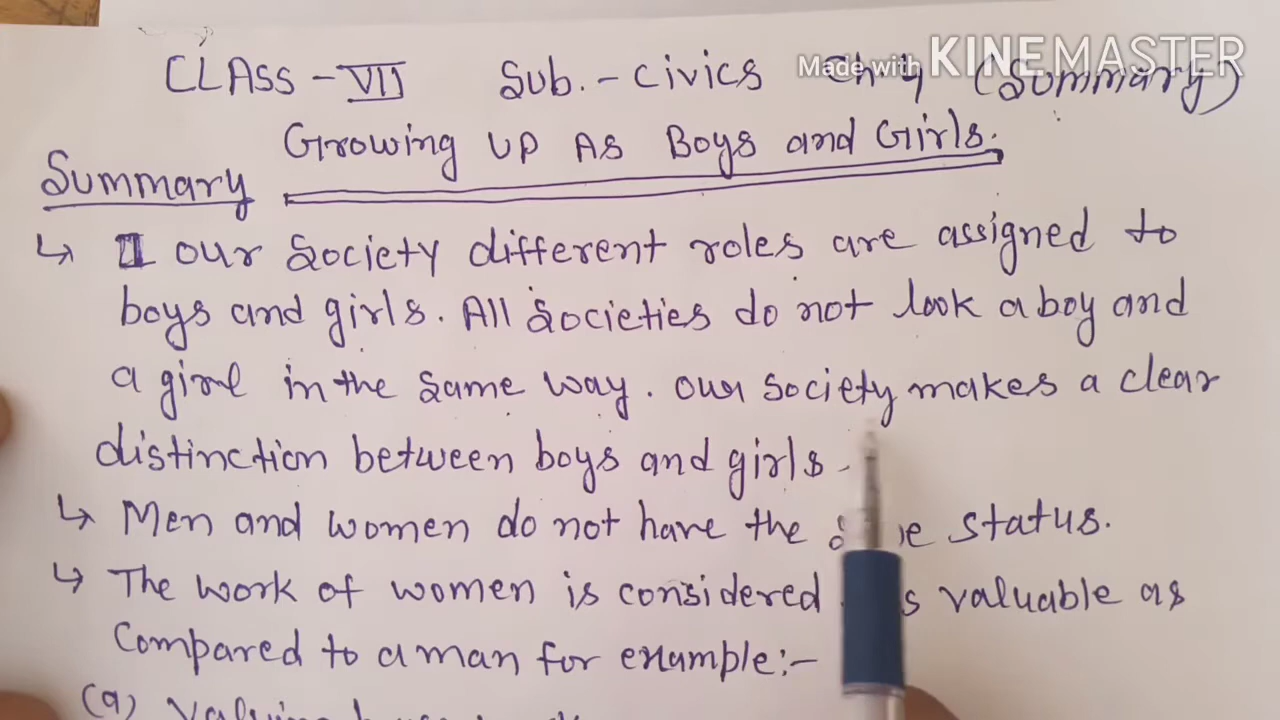 Made with KINEMASTER
CLASS-VII Sub.-Civics Ch-4 (Summary)
Growing UP As Boys and Girls.
Summary
↳ our society different roles are assigned to
boys and girls. All societies do not look a boy and
a girl in the same way. our society makes a clear
distinction between boys and girls.
↳ Men and women do not have the status.
↳ The work of women is considered valuable as
Compared to a man for example:-
(a)